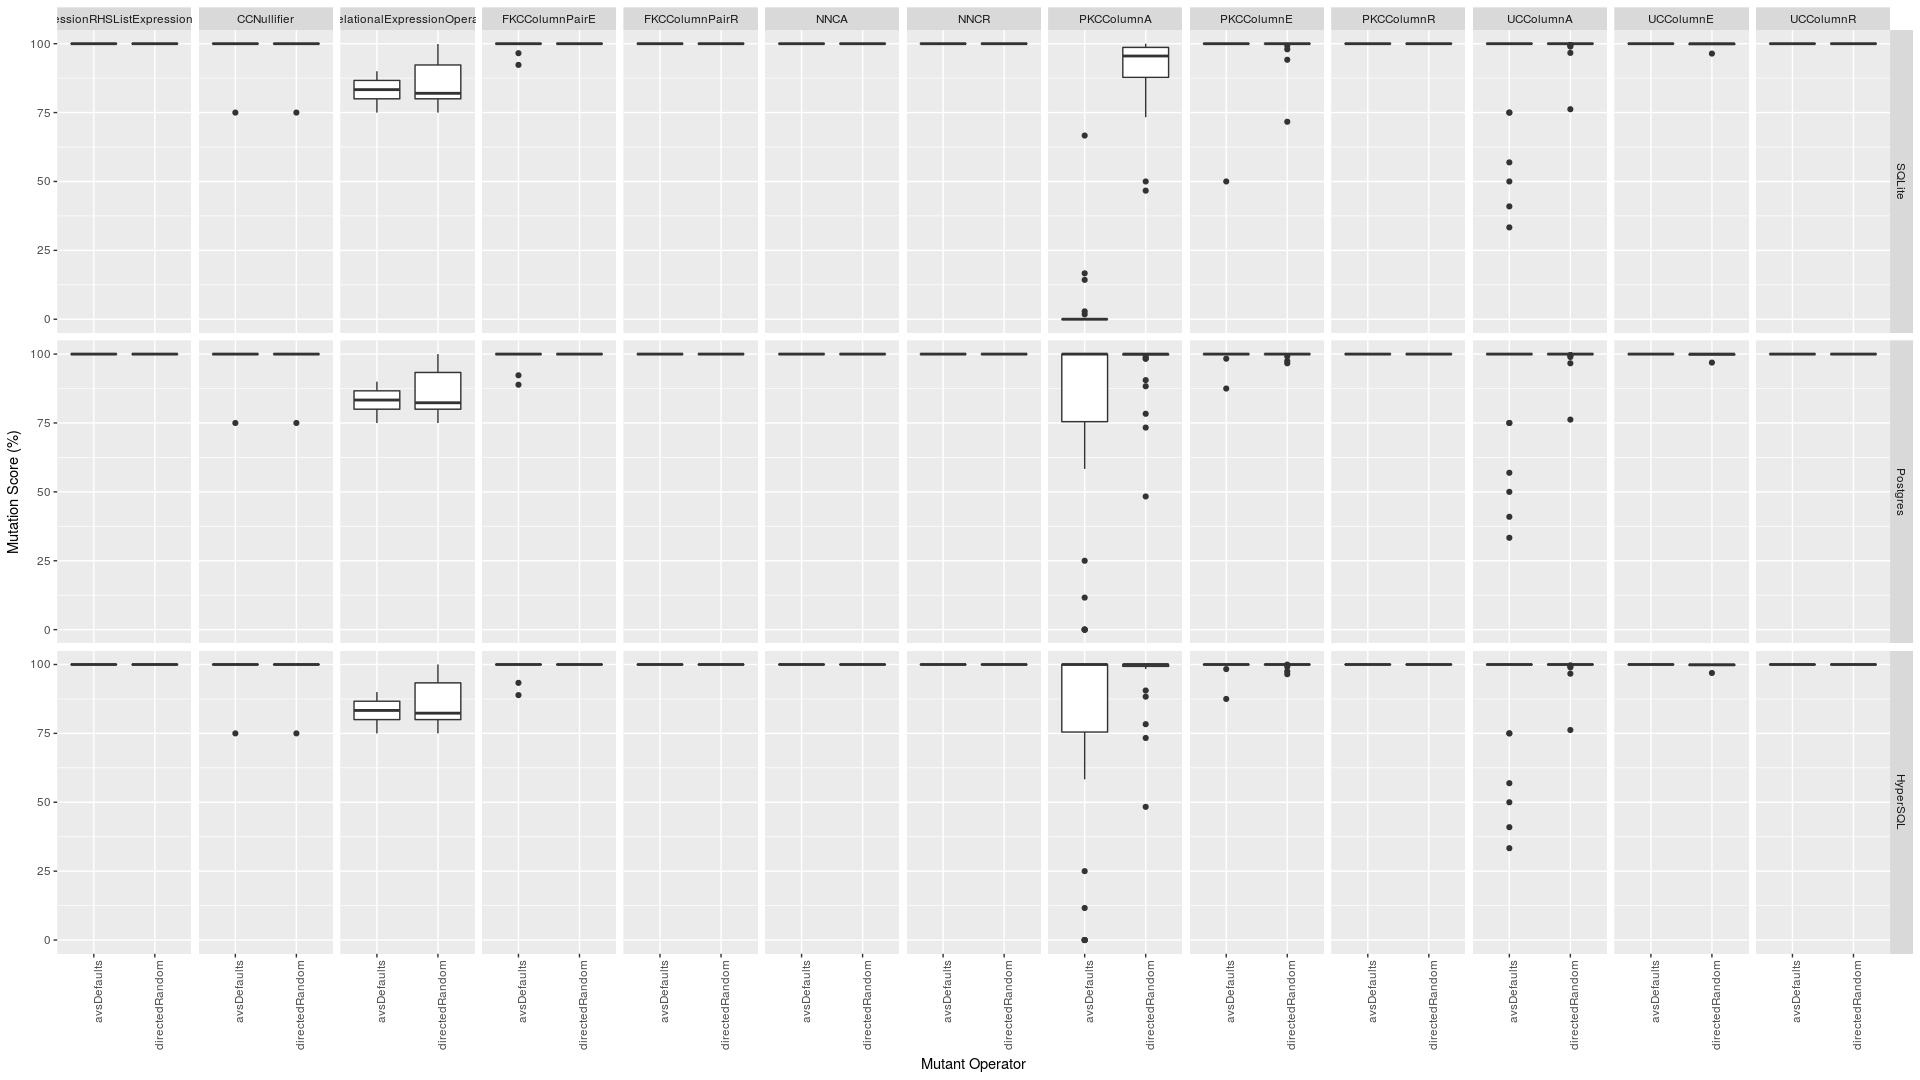 essionRHSListExpression
CCNullifier
elationalExpressionOpera
FKCColumnPairE
FKCColumnPairR
NNCA
NNCR
PKCColumnA
PKCColumnE
PKCColumnR
UCColumnA
UCColumnE
UCColumnR
Mutation Score (%)
100
75
50
25
0
SQLite
100
75
50
25
0
Postgres
100
75
50
25
0
HyperSQL
avsDefaults
directedRandom
avsDefaults
directedRandom
avsDefaults
directedRandom
avsDefaults
directedRandom
avsDefaults
directedRandom
avsDefaults
directedRandom
avsDefaults
directedRandom
avsDefaults
directedRandom
avsDefaults
directedRandom
avsDefaults
directedRandom
avsDefaults
directedRandom
avsDefaults
directedRandom
avsDefaults
directedRandom
Mutant Operator